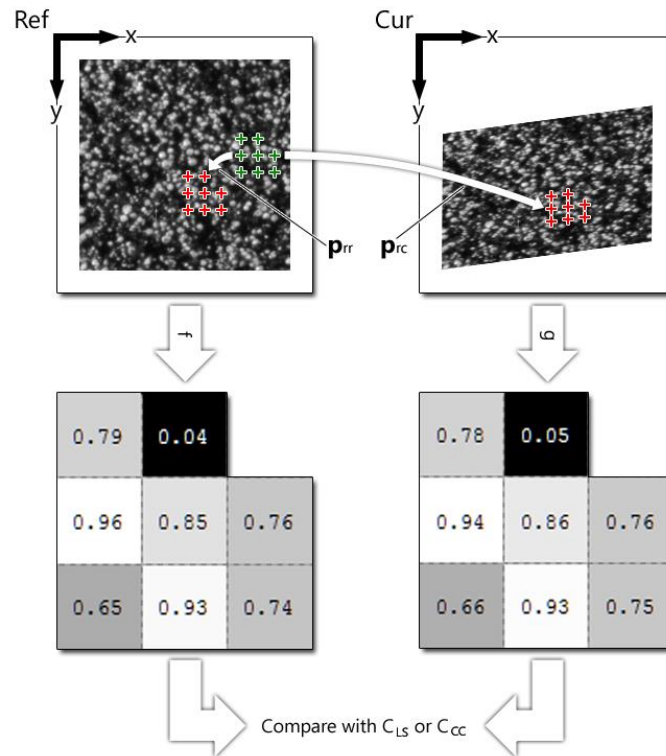 Ref
x
y
Cur
x
y
prr
prc
f
g
0.79 0.04
0.96 0.85 0.76
0.65 0.93 0.74
0.78 0.05
0.94 0.86 0.76
0.66 0.93 0.75
Compare with CLS or CCC